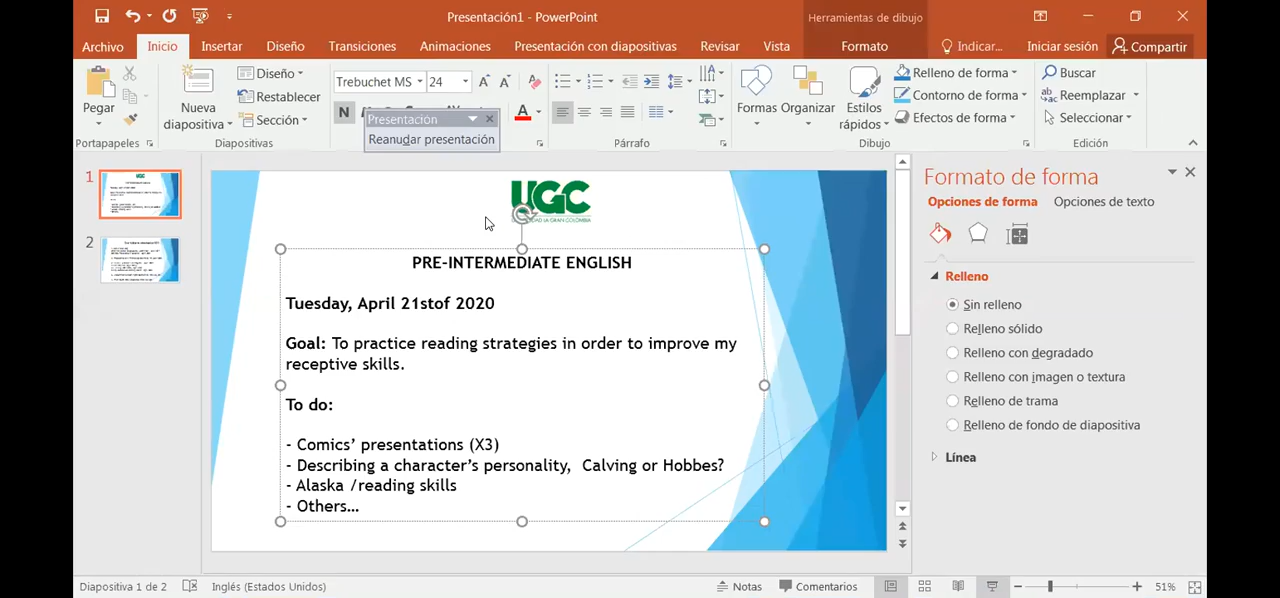 Presentación1 - PowerPoint
Herramientas de dibujo
Archivo Inicio Insertar Diseño Transiciones Animaciones Presentación con diapositivas Revisar Vista Formato Indicar... Iniciar sesión Compartir
Pegar
Portapapeles
Nueva
diapositiva
Diseño
Restablecer
Sección
Diapositivas
Trebuchet MS 24
N
Presentación
Reanudar presentación
Párrafo
Formas
Organizar
Estilos
rápidos
Relleno de forma
Contorno de forma
Efectos de forma
Dibujo
Buscar
Reemplazar
Seleccionar
Edición
1
2
UGC
PRE-INTERMEDIATE ENGLISH
Tuesday, April 21stof 2020
Goal: To practice reading strategies in order to improve my
receptive skills.
To do:
- Comics’ presentations (X3)
- Describing a character’s personality, Calving or Hobbes?
- Alaska /reading skills
- Others…
Formato de forma
Opciones de forma Opciones de texto
Relleno
Sin relleno
Relleno sólido
Relleno con degradado
Relleno con imagen o textura
Relleno de trama
Relleno de fondo de diapositiva
Línea
Diapositiva 1 de 2 Inglés (Estados Unidos) Notas Comentarios 51%